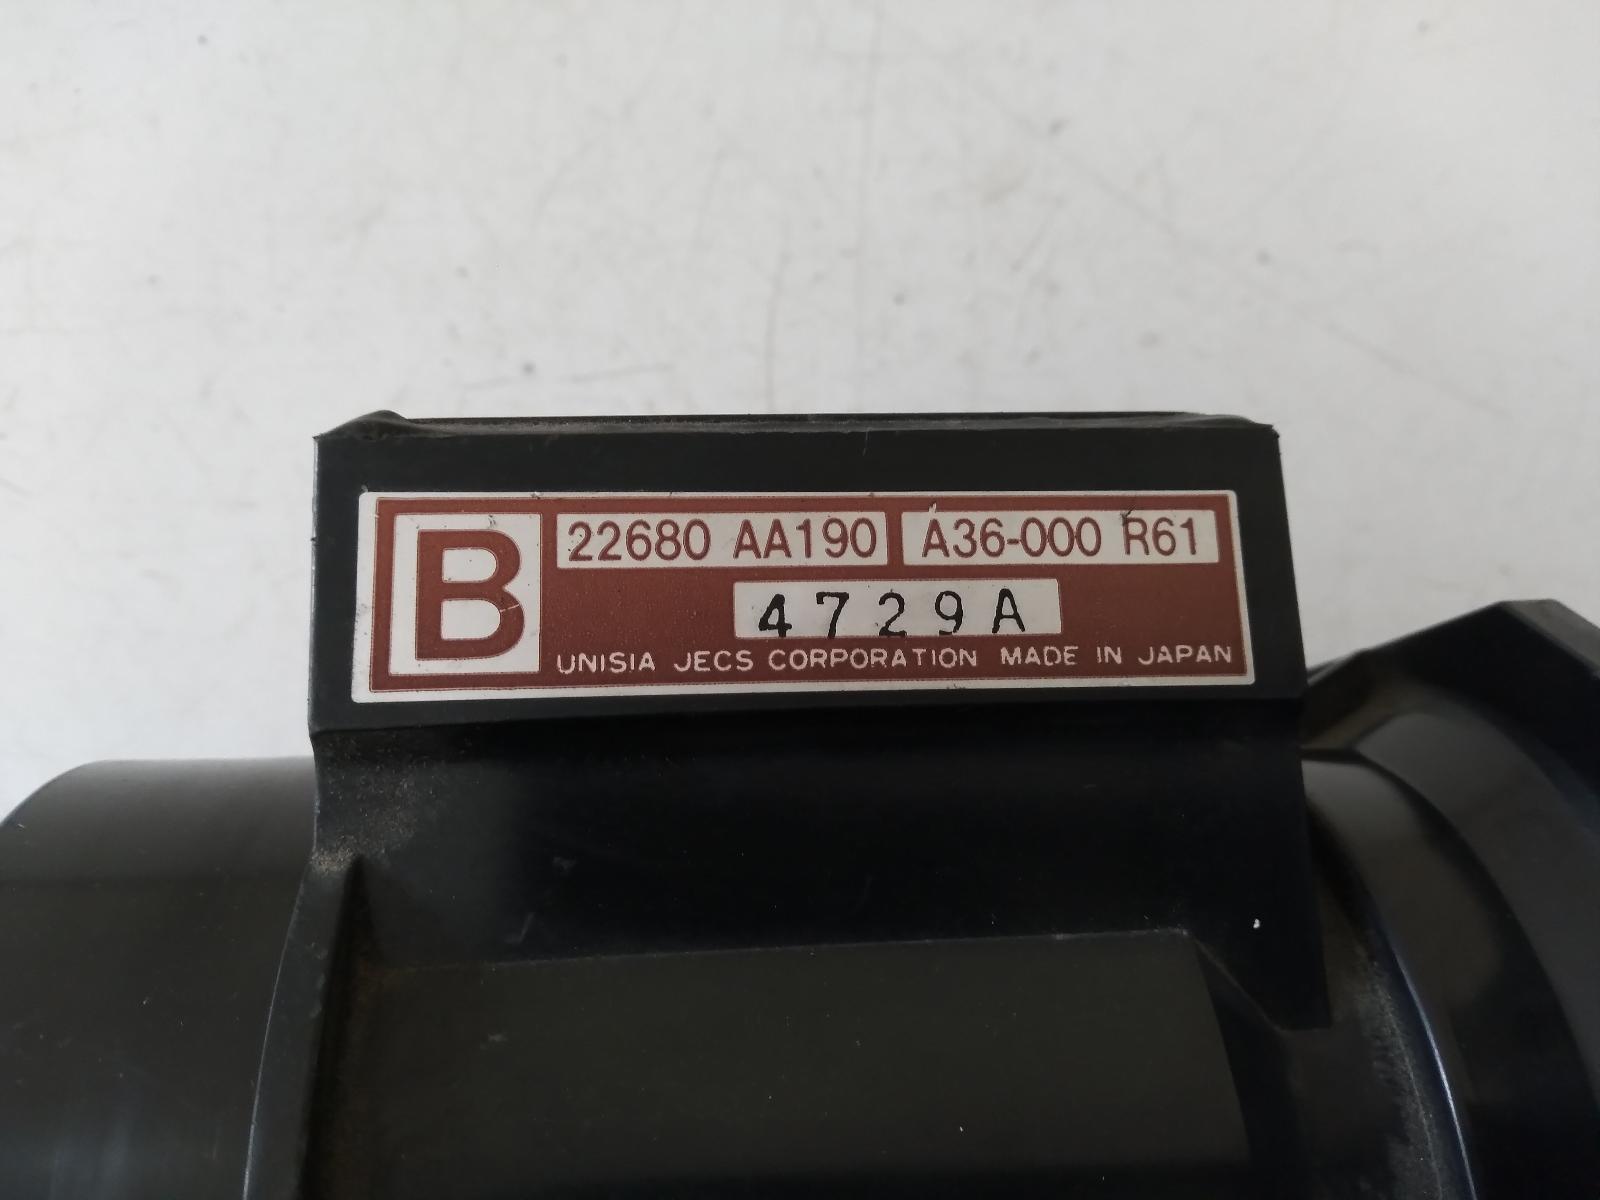 B
22680 AA190 A36-000 R61
4729A
UNISIA JECS CORPORATION MADE IN JAPAN